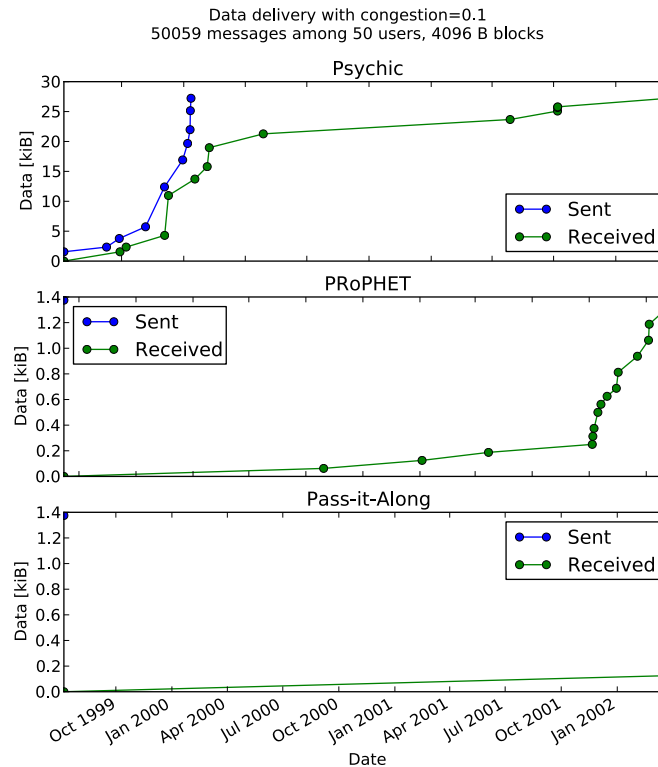 Data delivery with congestion=0.1
50059 messages among 50 users, 4096 B blocks
Psychic
30
25
20
15
10
5
0
Data [kiB]
Sent
Received
PRoPHET
1.4
1.2
1.0
0.8
0.6
0.4
0.2
0.0
Data [kiB]
Sent
Received
Pass-it-Along
1.4
1.2
1.0
0.8
0.6
0.4
0.2
0.0
Data [kiB]
Sent
Received
Oct 1999
Jan 2000
Apr 2000
Jul 2000
Oct 2000
Jan 2001
Apr 2001
Jul 2001
Oct 2001
Jan 2002
Date